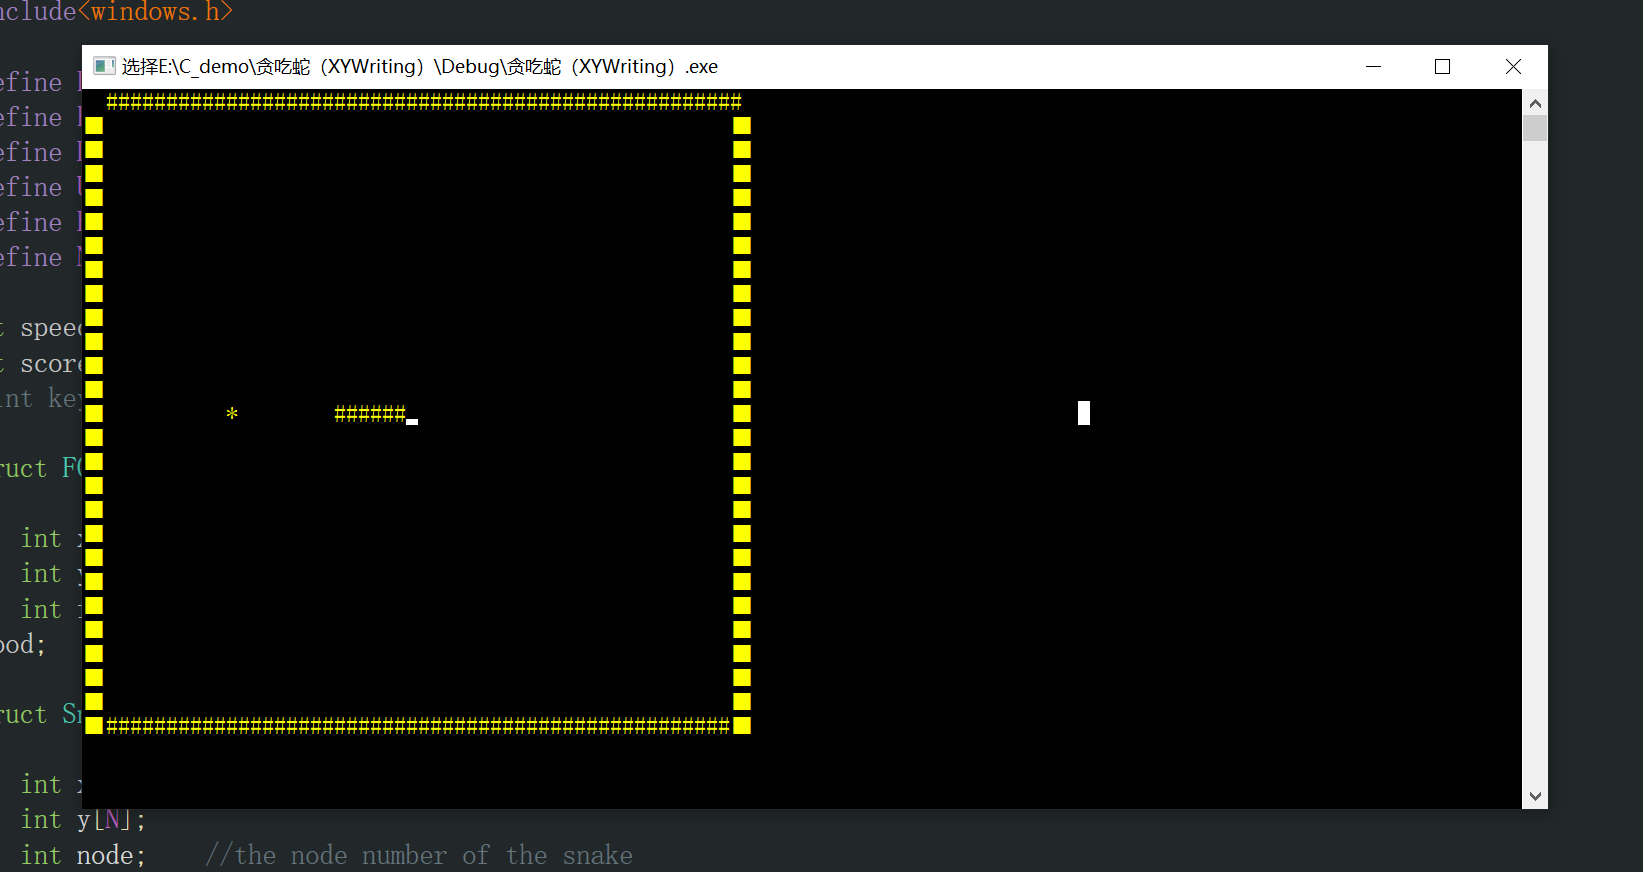 nclude<windows.h>
选择E:\C_demo\贪吃蛇（XYWriting）\Debug\贪吃蛇（XYWriting）.exe
#####################################################
efine
efine
efine
efine
efine
efine
t speed
t score
int key
* ######
ruct FO
int x
int y
int
ood;
ruct Sn
####################################################
int x
int y[N];
int node; //the node number of the snake